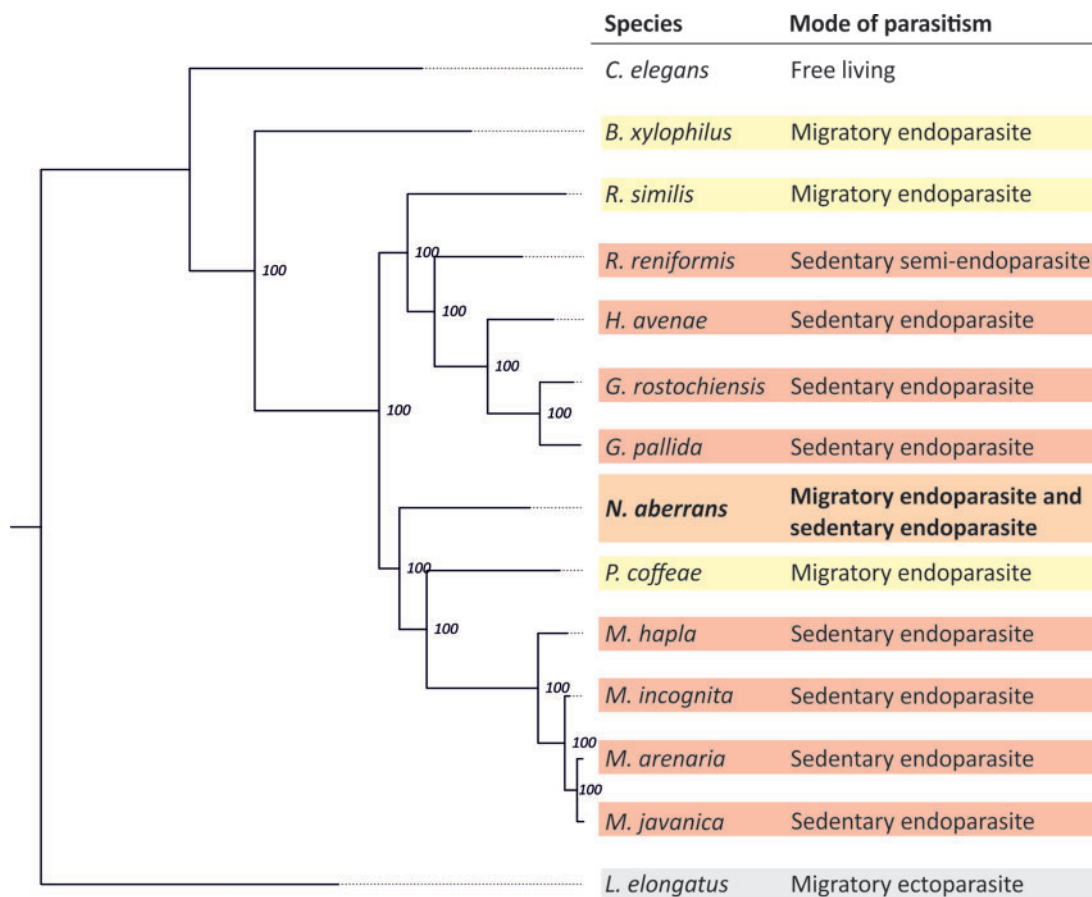 Species Mode of parasitism
C. elegans Free living
B. xylophilus Migratory endoparasite
R. similis Migratory endoparasite
100
R. reniformis Sedentary semi-endoparasite
100
100
H. avenae Sedentary endoparasite
100
G. rostochiensis Sedentary endoparasite
100
100
G. pallida Sedentary endoparasite
N. aberrans Migratory endoparasite and
sedentary endoparasite
100
P. coffeae Migratory endoparasite
100
M. hapla Sedentary endoparasite
100
M. incognita Sedentary endoparasite
100
M. arenaria Sedentary endoparasite
100
M. javanica Sedentary endoparasite
L. elongatus Migratory ectoparasite